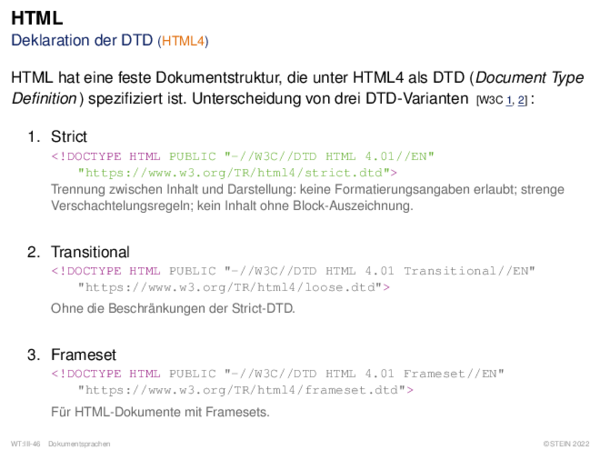 HTML
Deklaration der DTD (HTML4)
HTML hat eine feste Dokumentstruktur, die unter HTML4 als DTD (Document Type
Definition) spezifiziert ist. Unterscheidung von drei DTD-Varianten [W3C 1, 2] :
1. Strict
<!DOCTYPE HTML PUBLIC "-//W3C//DTD HTML 4.01//EN"
"https://www.w3.org/TR/html4/strict.dtd">
Trennung zwischen Inhalt und Darstellung: keine Formatierungsangaben erlaubt; strenge
Verschachtelungsregeln; kein Inhalt ohne Block-Auszeichnung.
2. Transitional
<!DOCTYPE HTML PUBLIC "-//W3C//DTD HTML 4.01 Transitional//EN"
"https://www.w3.org/TR/html4/loose.dtd">
Ohne die Beschränkungen der Strict-DTD.
3. Frameset
<!DOCTYPE HTML PUBLIC "-//W3C//DTD HTML 4.01 Frameset//EN"
"https://www.w3.org/TR/html4/frameset.dtd">
Für HTML-Dokumente mit Framesets.
WT:III-46 Dokumentsprachen ©STEIN 2022